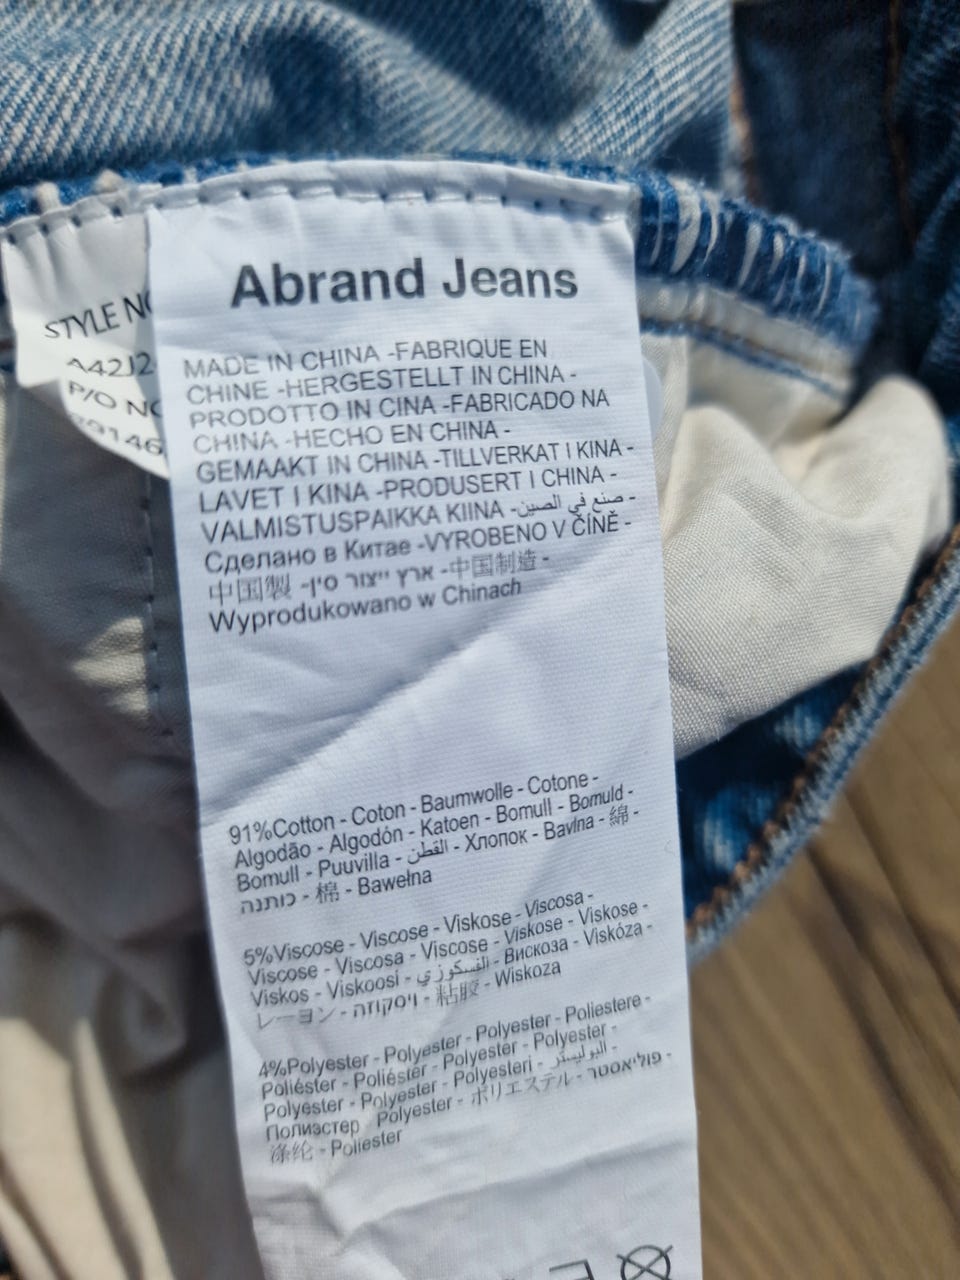 STYLE NO
A42J2
P/O NO
9146
Abrand Jeans
MADE IN CHINA -FABRIQUE EN
CHINE -HERGESTELLT IN CHINA -
PRODOTTO IN CINA -FABRICADO NA
CHINA -HECHO EN CHINA -
GEMAAKT IN CHINA -TILLVERKAT I KINA -
LAVET I KINA -PRODUSERT I CHINA -
VALMISTUSPAIKKA KIINA -صنع في الصين -
Сделано в Китае -VYROBENO V ČÍNĚ -
中国製 -ארץ ייצור סין -中国制造 -
Wyprodukowano w Chinach
91%Cotton - Coton - Baumwolle - Cotone -
Algodão - Algodón - Katoen - Bomull - Bomuld -
Bomull - Puuvilla - القطن - Хлопок - Bavlna - 綿 -
כותנה - 棉 - Bawełna
5%Viscose - Viscose - Viskose - Viscosa -
Viscose - Viscosa - Viscose - Viskose - Viskose -
Viskos - Viskoosi - الفسكوزي - Вискоза - Viskóza -
レーヨン - ויסקוזה - 粘胶 - Wiskoza
4%Polyester - Polyester - Polyester - Poliestere -
Poliéster - Poliéster - Polyester - Polyester -
Polyester - Polyester - Polyesteri - البوليستر -
Полиэстер - Polyester - ポリエステル - פוליאסטר -
涤纶 - Poliester